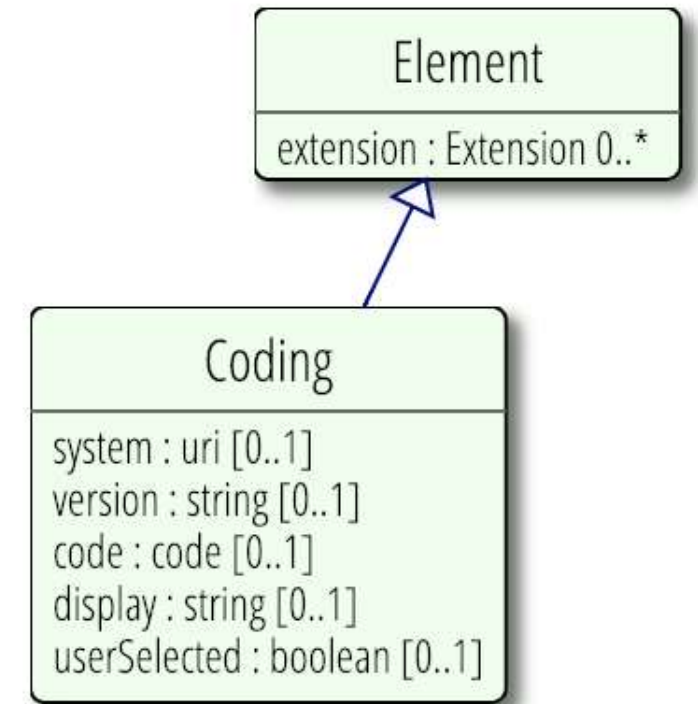 Element
extension : Extension 0..*
Coding
system : uri [0..1]
version : string [0..1]
code : code [0..1]
display : string [0..1]
userSelected : boolean [0..1]